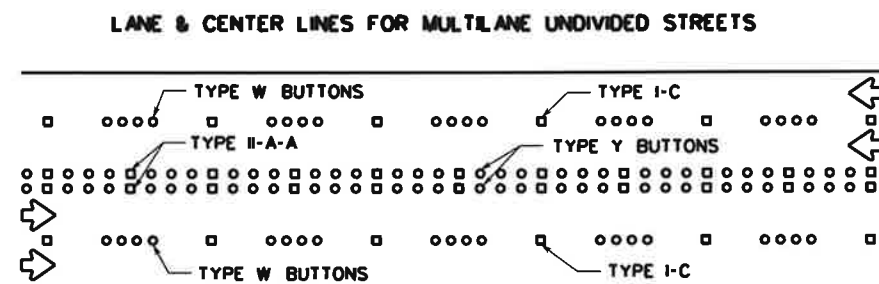 LANE & CENTER LINES FOR MULTILANE UNDIVIDED STREETS
TYPE W BUTTONS
TYPE I-C
TYPE II-A-A
TYPE Y BUTTONS
TYPE W BUTTONS
TYPE I-C